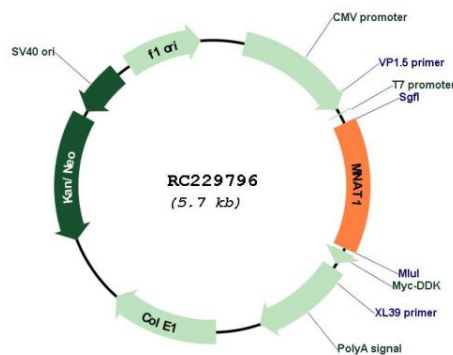 CMV promoter
VP1.5 primer
T7 promoter
SgfI
MNAT1
MluI
Myc-DDK
XL39 primer
PolyA signal
Col E1
Kan/ Neo
SV40 ori
f1 ori
RC229796
(5.7 kb)